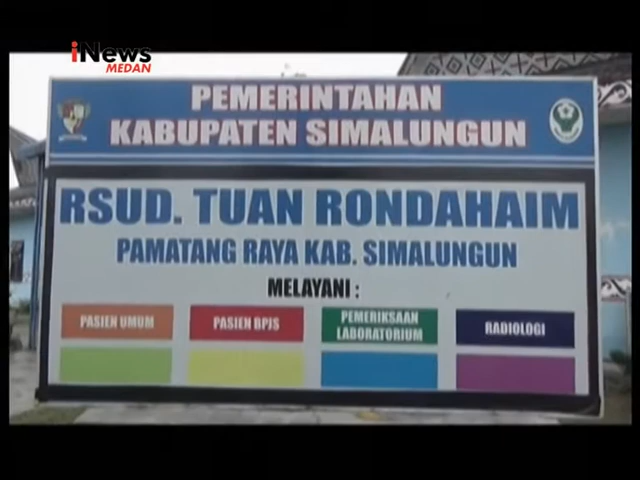 iNews
MEDAN
PEMERINTAHAN
KABUPATEN SIMALUNGUN
RSUD. TUAN RONDAHAIM
PAMATANG RAYA KAB. SIMALUNGUN
MELAYANI :
PASIEN UMUM
PASIEN BPJS
PEMERIKSAAN
LABORATORIUM
RADIOLOGI